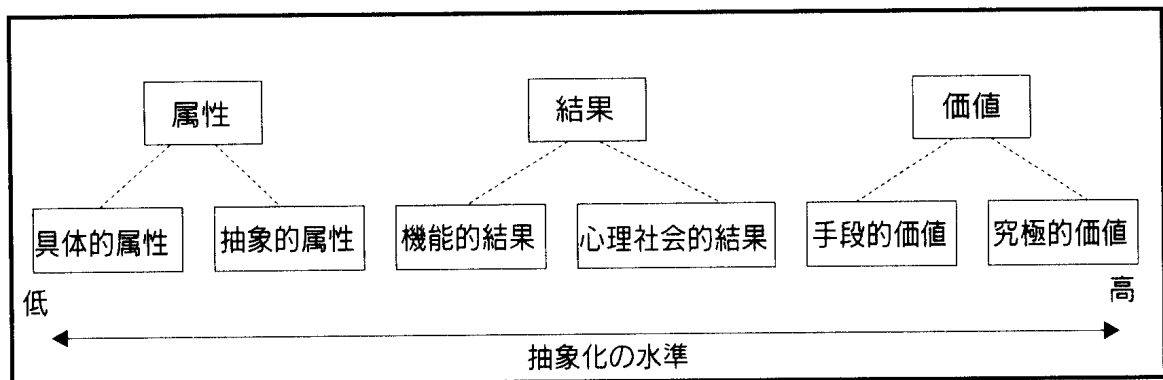 属性 結果 価値
具体的属性 抽象的属性 機能的結果 心理社会的結果 手段的価値 究極的価値
低 高
抽象化の水準